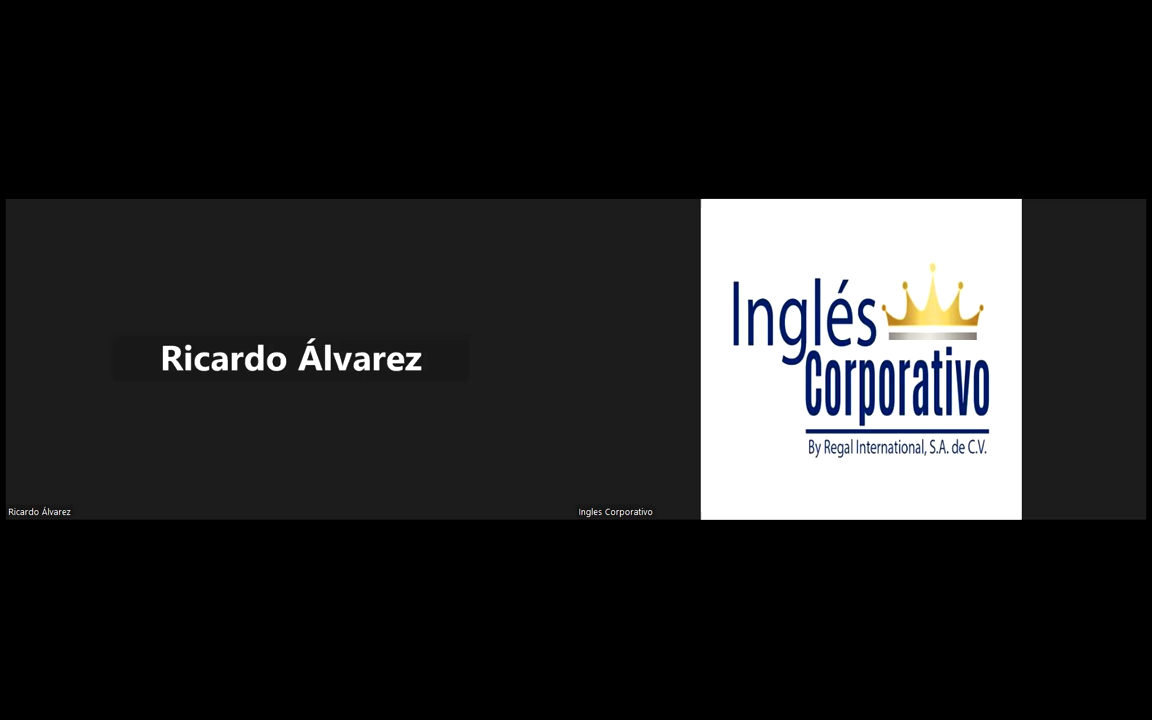 Ricardo Álvarez
Ricardo Álvarez
Inglés
Corporativo
By Regal International, S.A. de C.V.
Ingles Corporativo